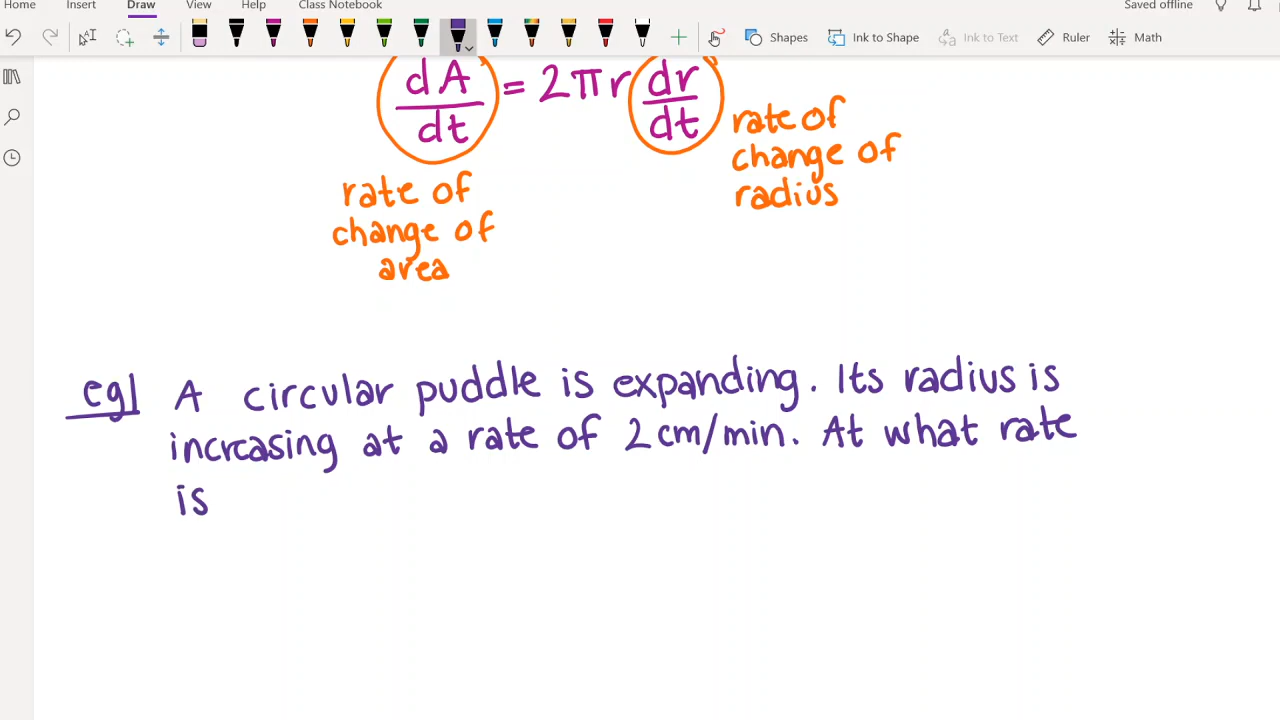 Home Insert Draw View Help Class Notebook Saved offline
Shapes Ink to Shape Ink to Text Ruler Math
dA/dt = 2πr dr/dt
rate of
change of
radius
rate of
change of
area
eg1 A circular puddle is expanding. Its radius is
increasing at a rate of 2cm/min. At what rate
is